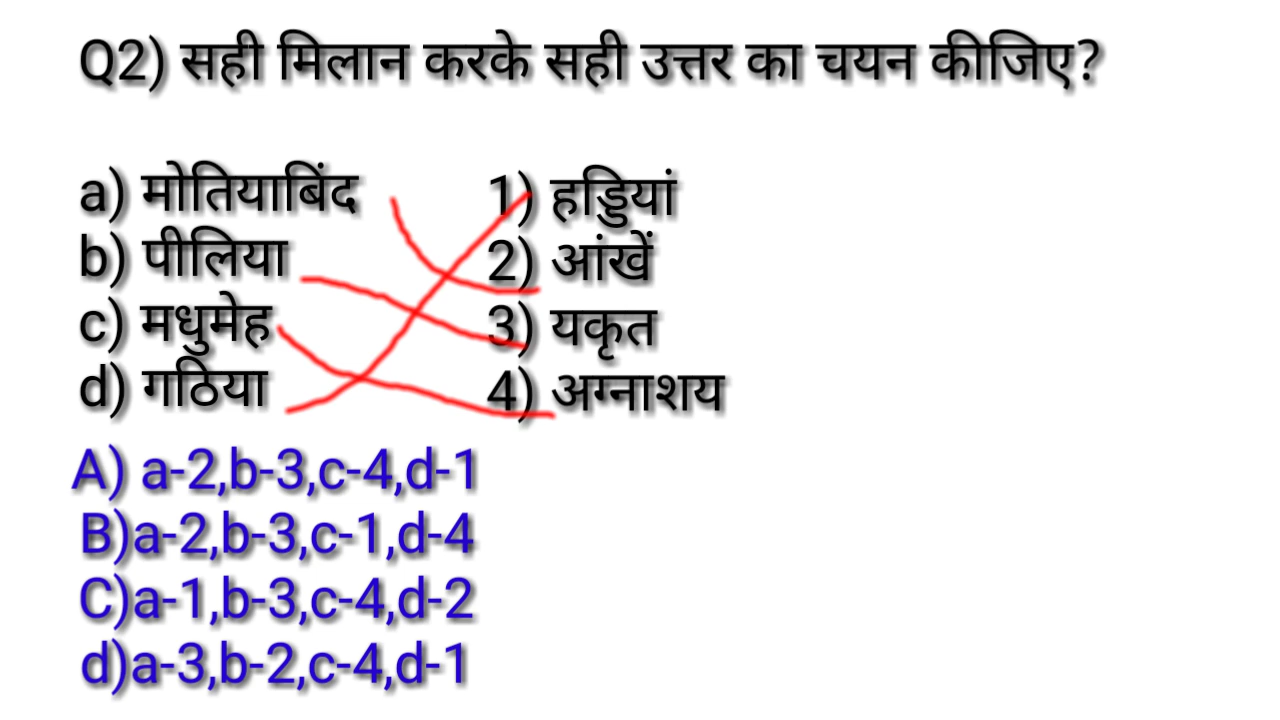 Q2) सही मिलान करके सही उत्तर का चयन कीजिए?
a) मोतियाबिंद 1) हड्डियां
b) पीलिया 2) आंखें
c) मधुमेह 3) यकृत
d) गठिया 4) अग्नाशय
A) a-2,b-3,c-4,d-1
B)a-2,b-3,c-1,d-4
C)a-1,b-3,c-4,d-2
d)a-3,b-2,c-4,d-1